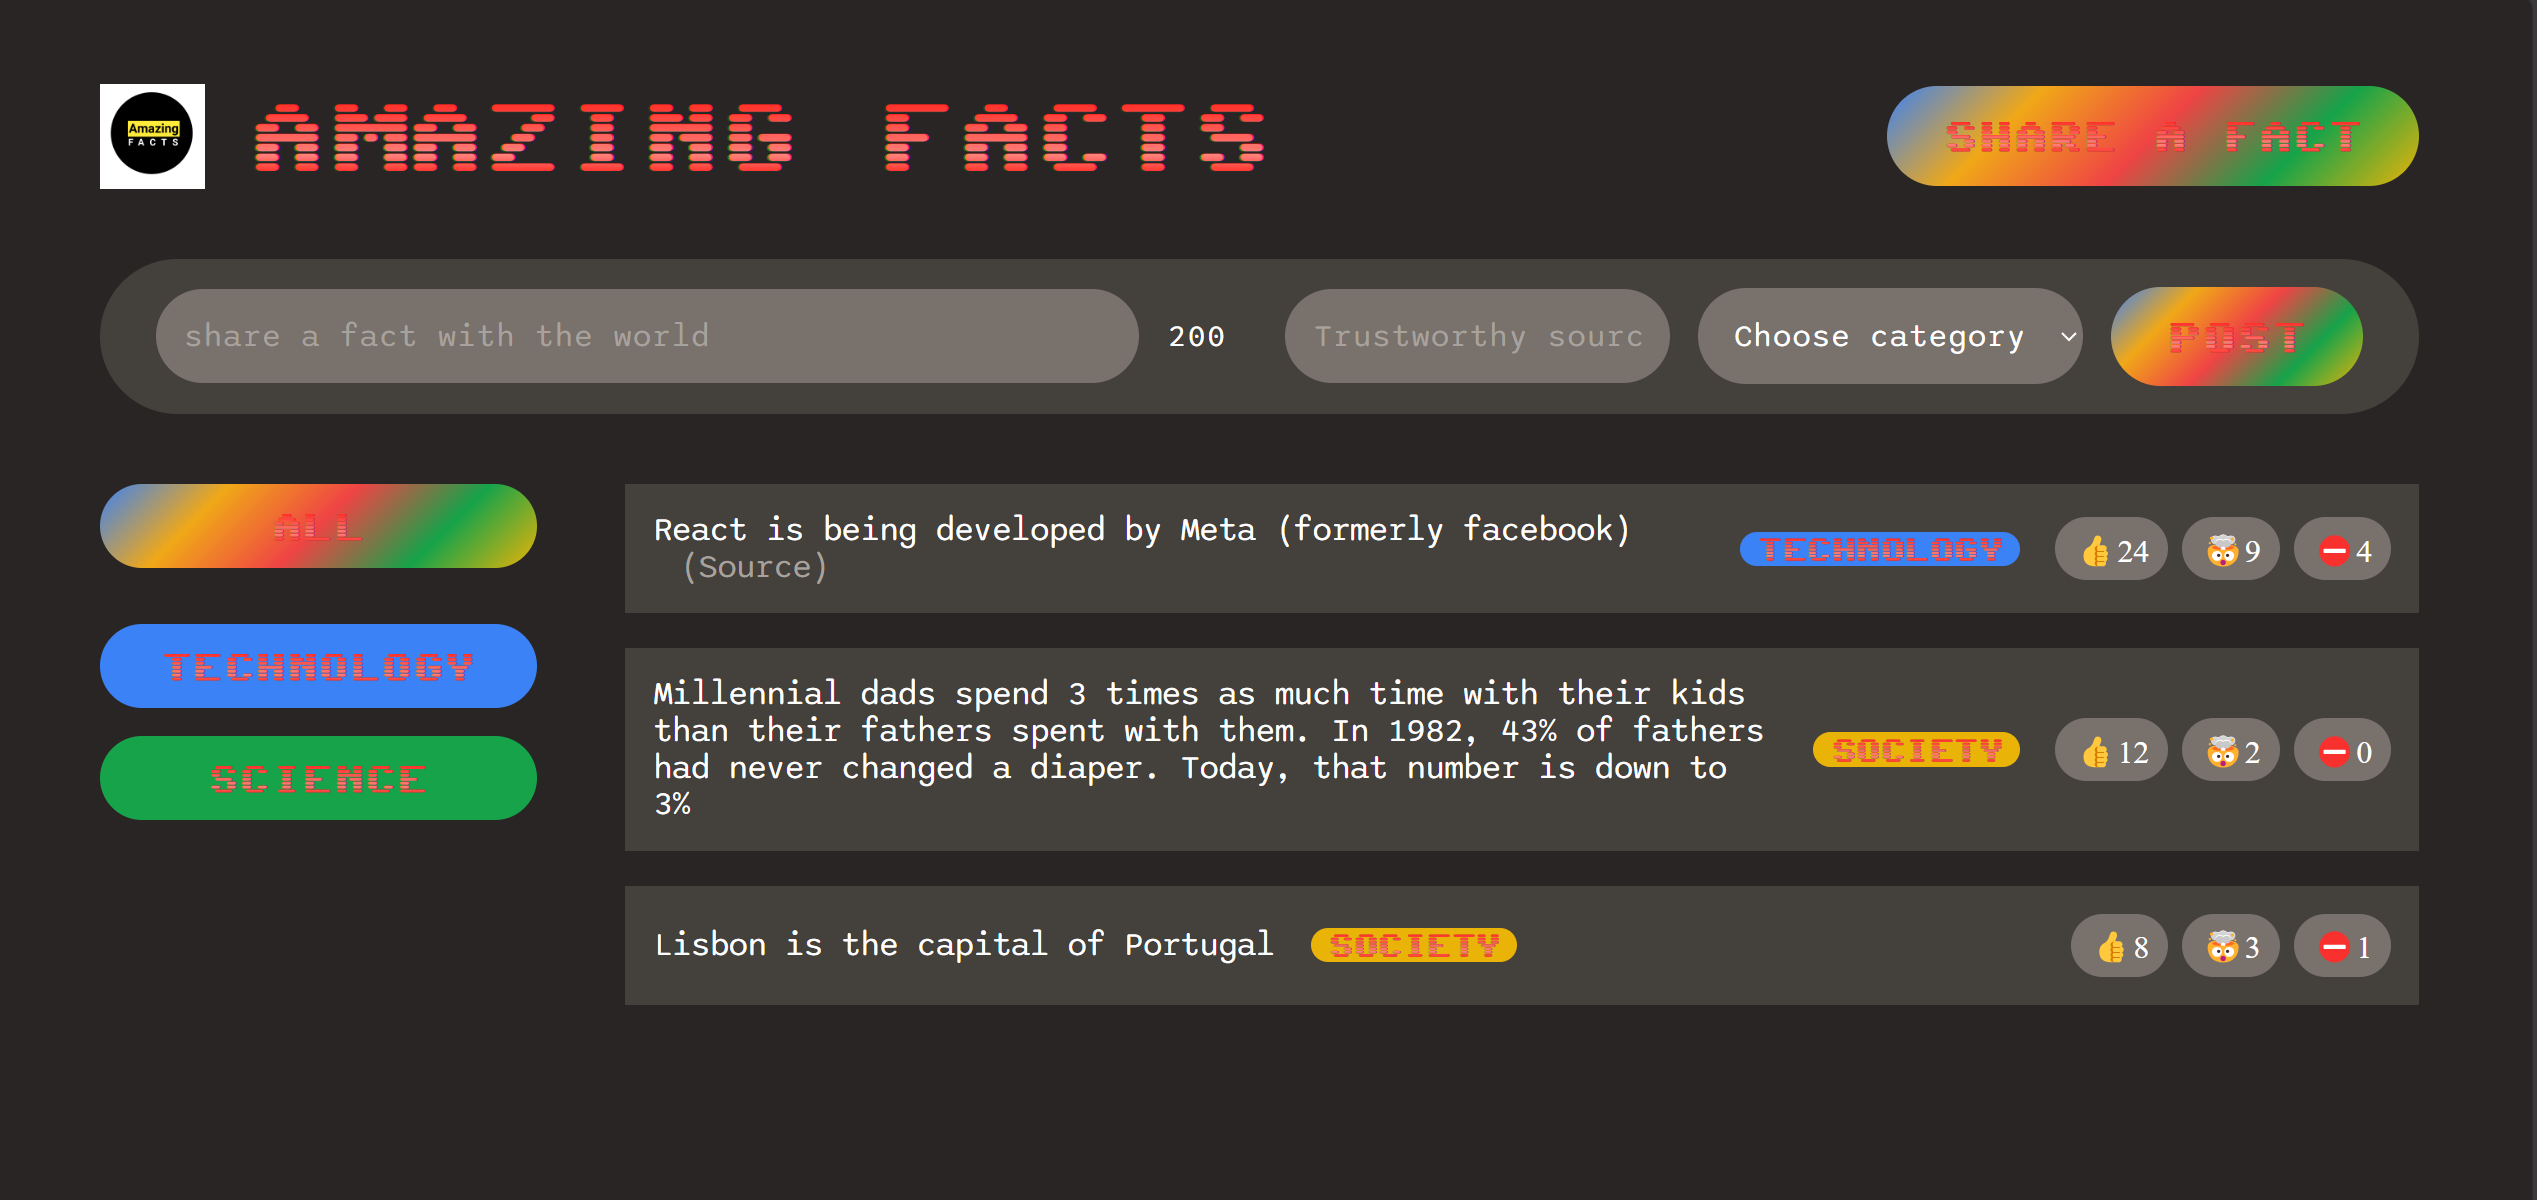 Amazing
FACTS
AMAZING FACTS
SHARE A FACT
share a fact with the world
200
Trustworthy sourc
Choose category
POST
ALL
TECHNOLOGY
SCIENCE
React is being developed by Meta (formerly facebook)
(Source)
TECHNOLOGY
👍24
🤯9
⛔4
Millennial dads spend 3 times as much time with their kids
than their fathers spent with them. In 1982, 43% of fathers
had never changed a diaper. Today, that number is down to
3%
SOCIETY
👍12
🤯2
⛔0
Lisbon is the capital of Portugal
SOCIETY
👍8
🤯3
⛔1